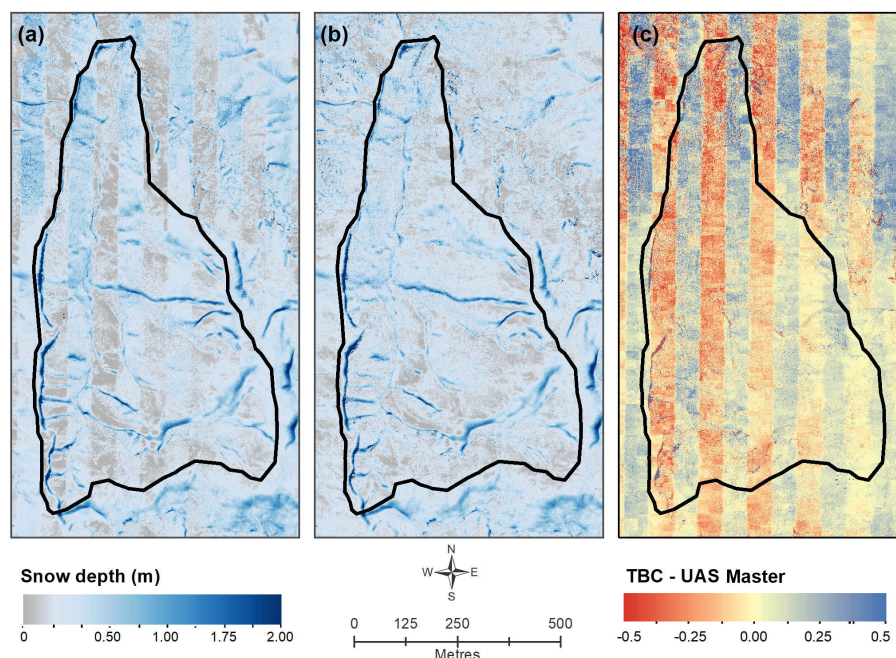 (a)
(b)
(c)
Snow depth (m)
0 0.50 1.00 1.75 2.00
N
W E
S
0 125 250 500
Metres
TBC - UAS Master
-0.5 -0.25 0.00 0.25 0.5